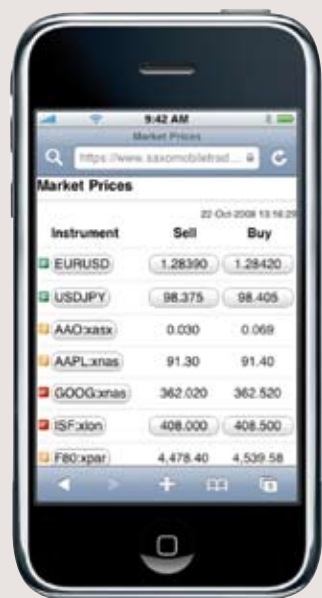 9:42 AM
Market Prices
https://www.saxomobiletrad...
Market Prices
22-Oct-2008 13:16:29
Instrument Sell Buy
EURUSD 1.28390 1.28420
USDJPY 98.375 98.405
AAO:xasx 0.030 0.069
AAPL:xnas 91.30 91.40
GOOG:xnas 362.020 362.520
ISF:xlon 408.000 408.500
F80:xpar 4,478.40 4,539.58